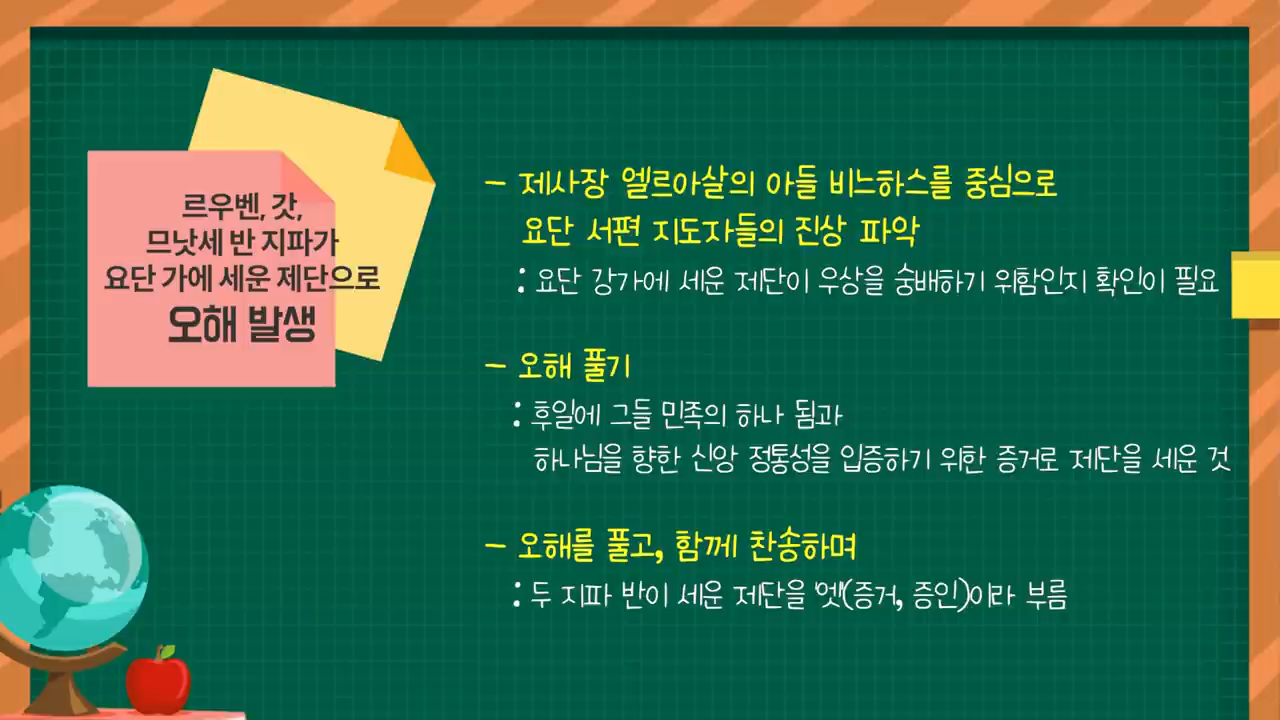 르우벤, 갓,
므낫세 반 지파가
요단 가에 세운 제단으로
오해 발생
- 제사장 엘르아살의 아들 비느하스를 중심으로
요단 서편 지도자들의 진상 파악
: 요단 강가에 세운 제단이 우상을 숭배하기 위함인지 확인이 필요
- 오해 풀기
: 후일에 그들 민족의 하나 됨과
하나님을 향한 신앙 정통성을 입증하기 위한 증거로 제단을 세운 것
- 오해를 풀고, 함께 찬송하며
: 두 지파 반이 세운 제단을 '엣'(증거, 증인)이라 부름